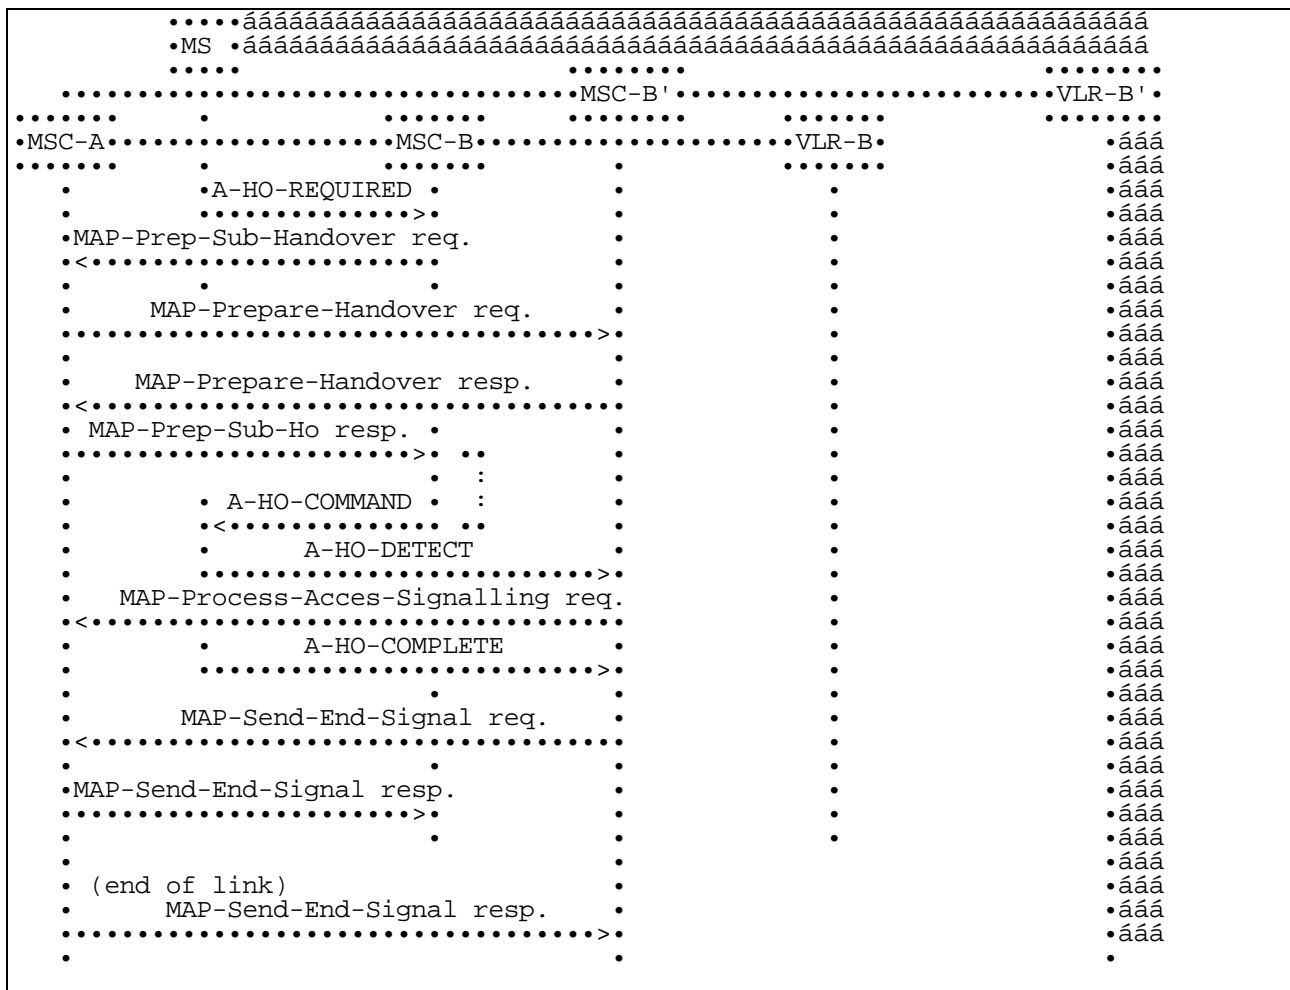 MS
MSC-B' VLR-B'
MSC-A MSC-B VLR-B
A-HO-REQUIRED
MAP-Prep-Sub-Handover req.
MAP-Prepare-Handover req.
MAP-Prepare-Handover resp.
MAP-Prep-Sub-Ho resp.
A-HO-COMMAND
A-HO-DETECT
MAP-Process-Acces-Signalling req.
A-HO-COMPLETE
MAP-Send-End-Signal req.
MAP-Send-End-Signal resp.
(end of link)
MAP-Send-End-Signal resp.